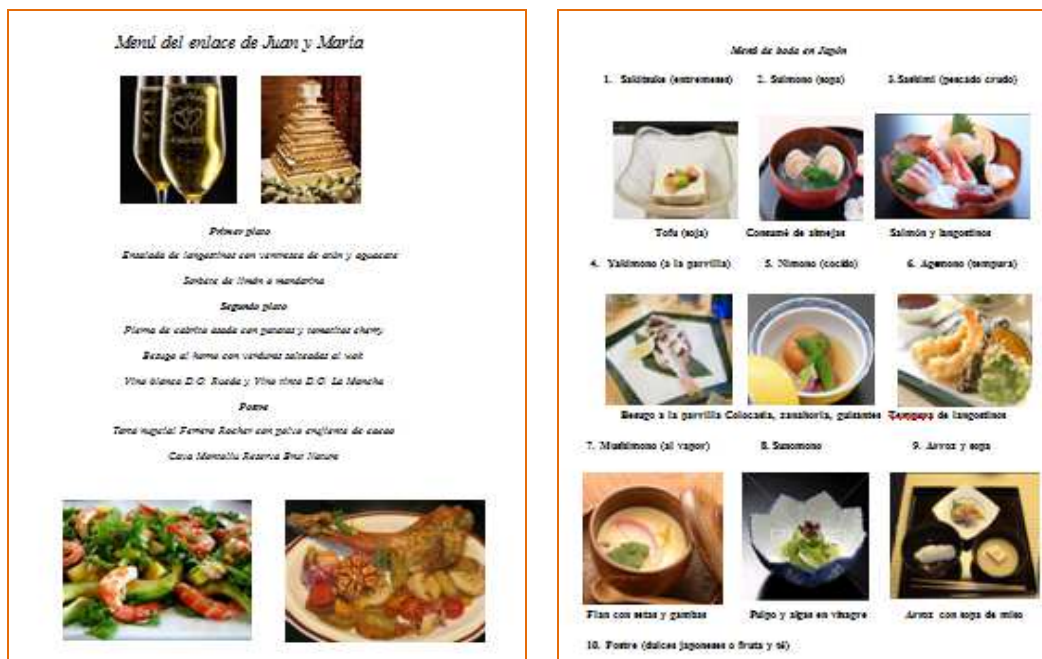 Menú del enlace de Juan y María
Primer plato
Ensalada de langostinos con ventresca de atún y aguacate
Sorbete de limón o mandarina
Segundo plato
Pierna de cabrito asada con patatas y tomatitos cherry
Besugo al horno con verduras salteadas al wok
Vino blanco D.O. Rueda y Vino tinto D.O. La Mancha
Postre
Tarta nupcial Ferrero Rocher con polvo crujiente de cacao
Cava Montaliu Reserva Brut Nature
Menú de boda en Japón
1. Sakitsuke (entremeses) 2. Suimono (sopa) 3. Sashimi (pescado crudo)
Tofu (soja) Consumé de almejas Salmón y langostinos
4. Yakimono (a la parrilla) 5. Nimono (cocido) 6. Agemono (tempura)
Besugo a la parrilla Colocasia, zanahoria, guisantes Tempura de langostinos
7. Mushimono (al vapor) 8. Sunomono 9. Arroz y sopa
Flan con setas y gambas Pulpo y algas en vinagre Arroz con sopa de miso
10. Postre (dulces japoneses o fruta y té)